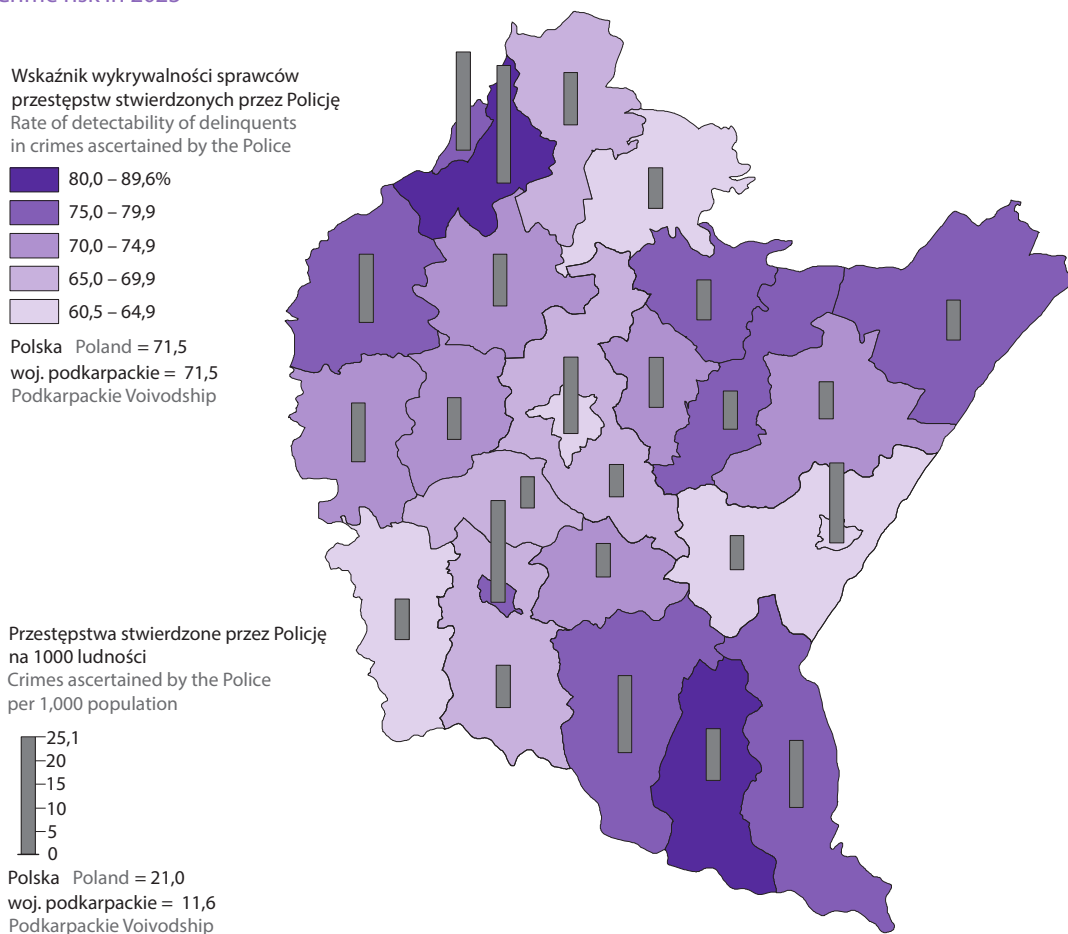 Crime risk in 2023
Wskaźnik wykrywalności sprawców
przestępstw stwierdzonych przez Policję
Rate of detectability of delinquents
in crimes ascertained by the Police
80,0 – 89,6%
75,0 – 79,9
70,0 – 74,9
65,0 – 69,9
60,5 – 64,9
Polska Poland = 71,5
woj. podkarpackie = 71,5
Podkarpackie Voivodship
Przestępstwa stwierdzone przez Policję
na 1000 ludności
Crimes ascertained by the Police
per 1,000 population
25,1
20
15
10
5
0
Polska Poland = 21,0
woj. podkarpackie = 11,6
Podkarpackie Voivodship